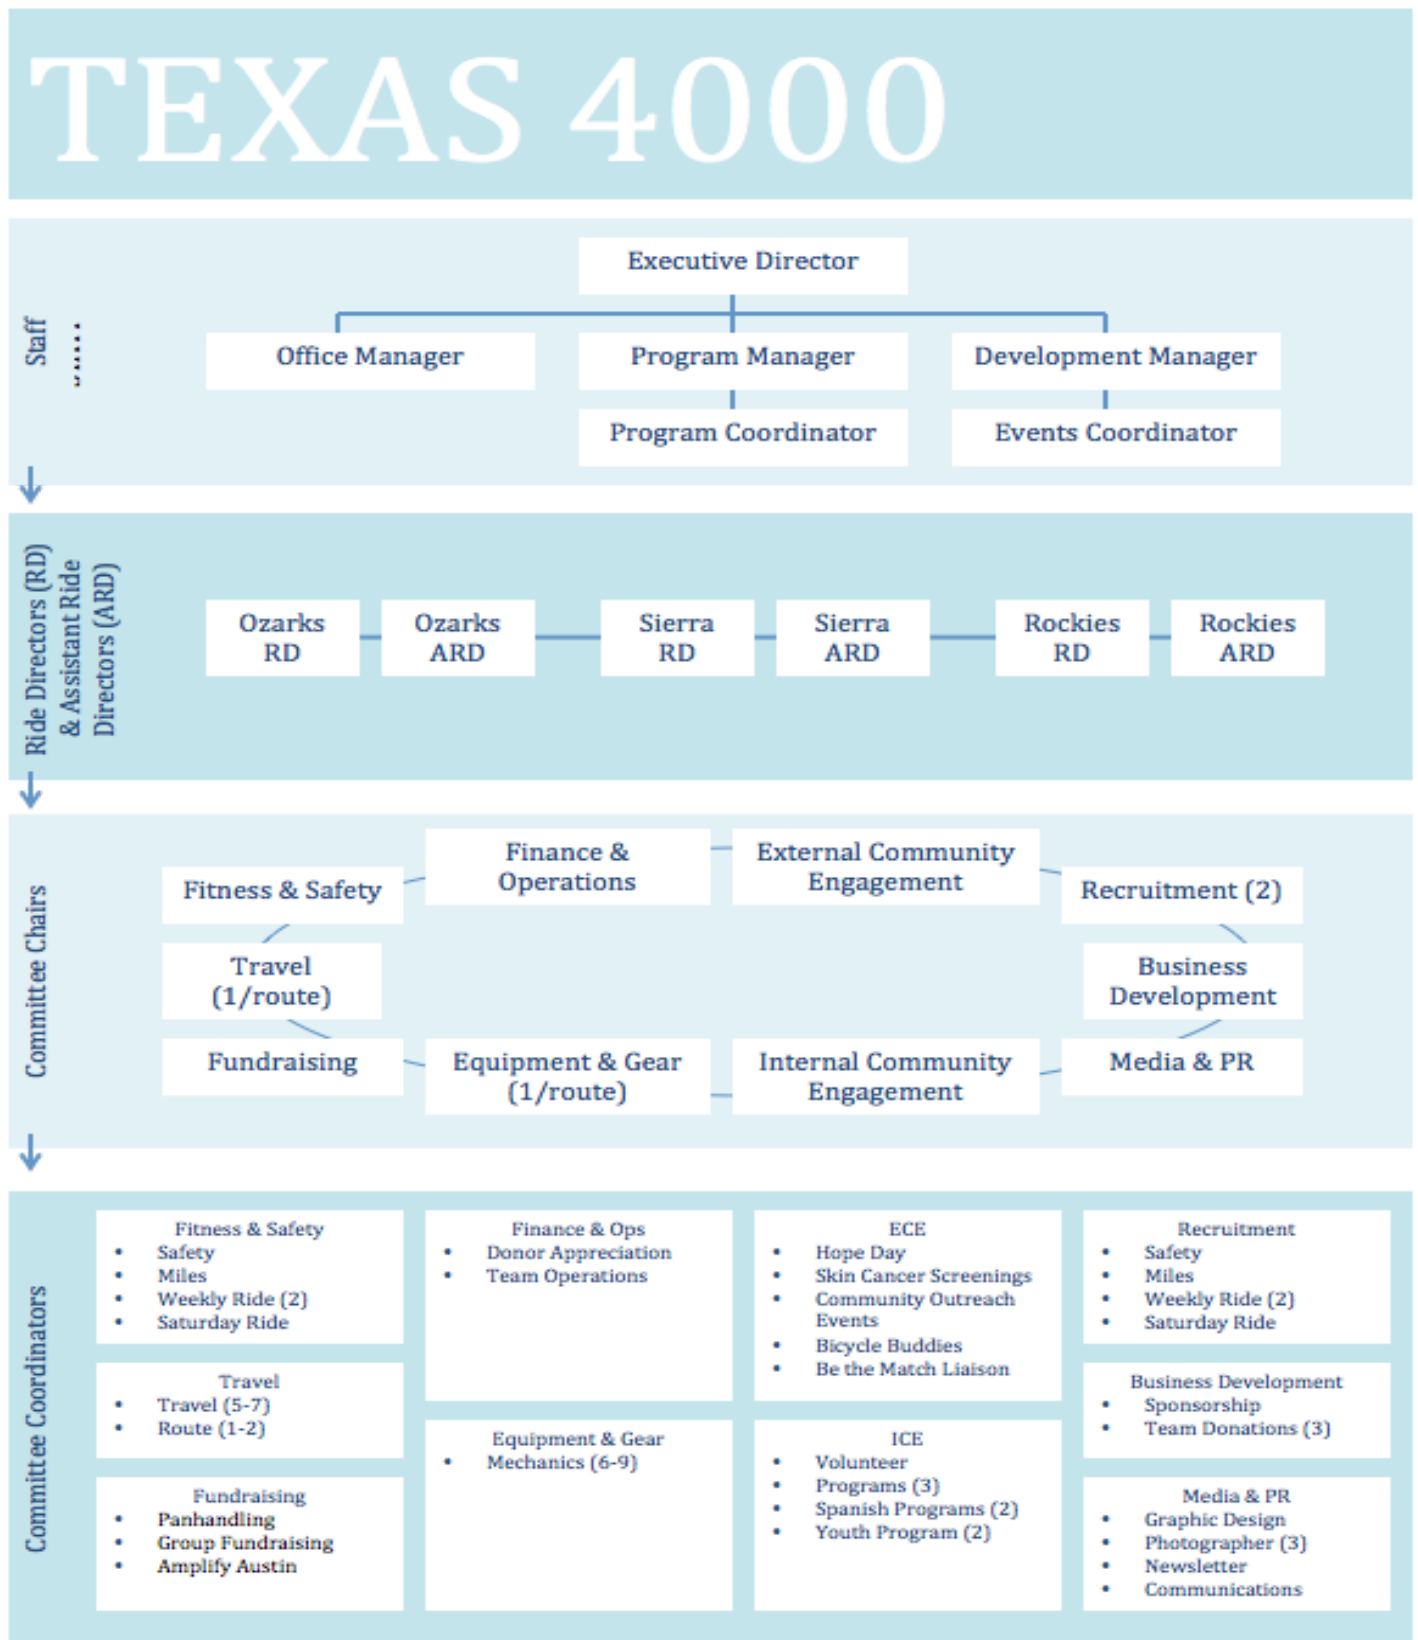 TEXAS 4000
Staff
Executive Director
Office Manager
Program Manager
Development Manager
Program Coordinator
Events Coordinator
Ride Directors (RD)
& Assistant Ride
Directors (ARD)
Ozarks
RD
Ozarks
ARD
Sierra
RD
Sierra
ARD
Rockies
RD
Rockies
ARD
Committee Chairs
Finance &
Operations
External Community
Engagement
Fitness & Safety
Recruitment (2)
Travel
(1/route)
Business
Development
Fundraising
Equipment & Gear
(1/route)
Internal Community
Engagement
Media & PR
Committee Coordinators
Fitness & Safety
• Safety
• Miles
• Weekly Ride (2)
• Saturday Ride
Travel
• Travel (5-7)
• Route (1-2)
Fundraising
• Panhandling
• Group Fundraising
• Amplify Austin
Finance & Ops
• Donor Appreciation
• Team Operations
Equipment & Gear
• Mechanics (6-9)
ECE
• Hope Day
• Skin Cancer Screenings
• Community Outreach
Events
• Bicycle Buddies
• Be the Match Liaison
ICE
• Volunteer
• Programs (3)
• Spanish Programs (2)
• Youth Program (2)
Recruitment
• Safety
• Miles
• Weekly Ride (2)
• Saturday Ride
Business Development
• Sponsorship
• Team Donations (3)
Media & PR
• Graphic Design
• Photographer (3)
• Newsletter
• Communications